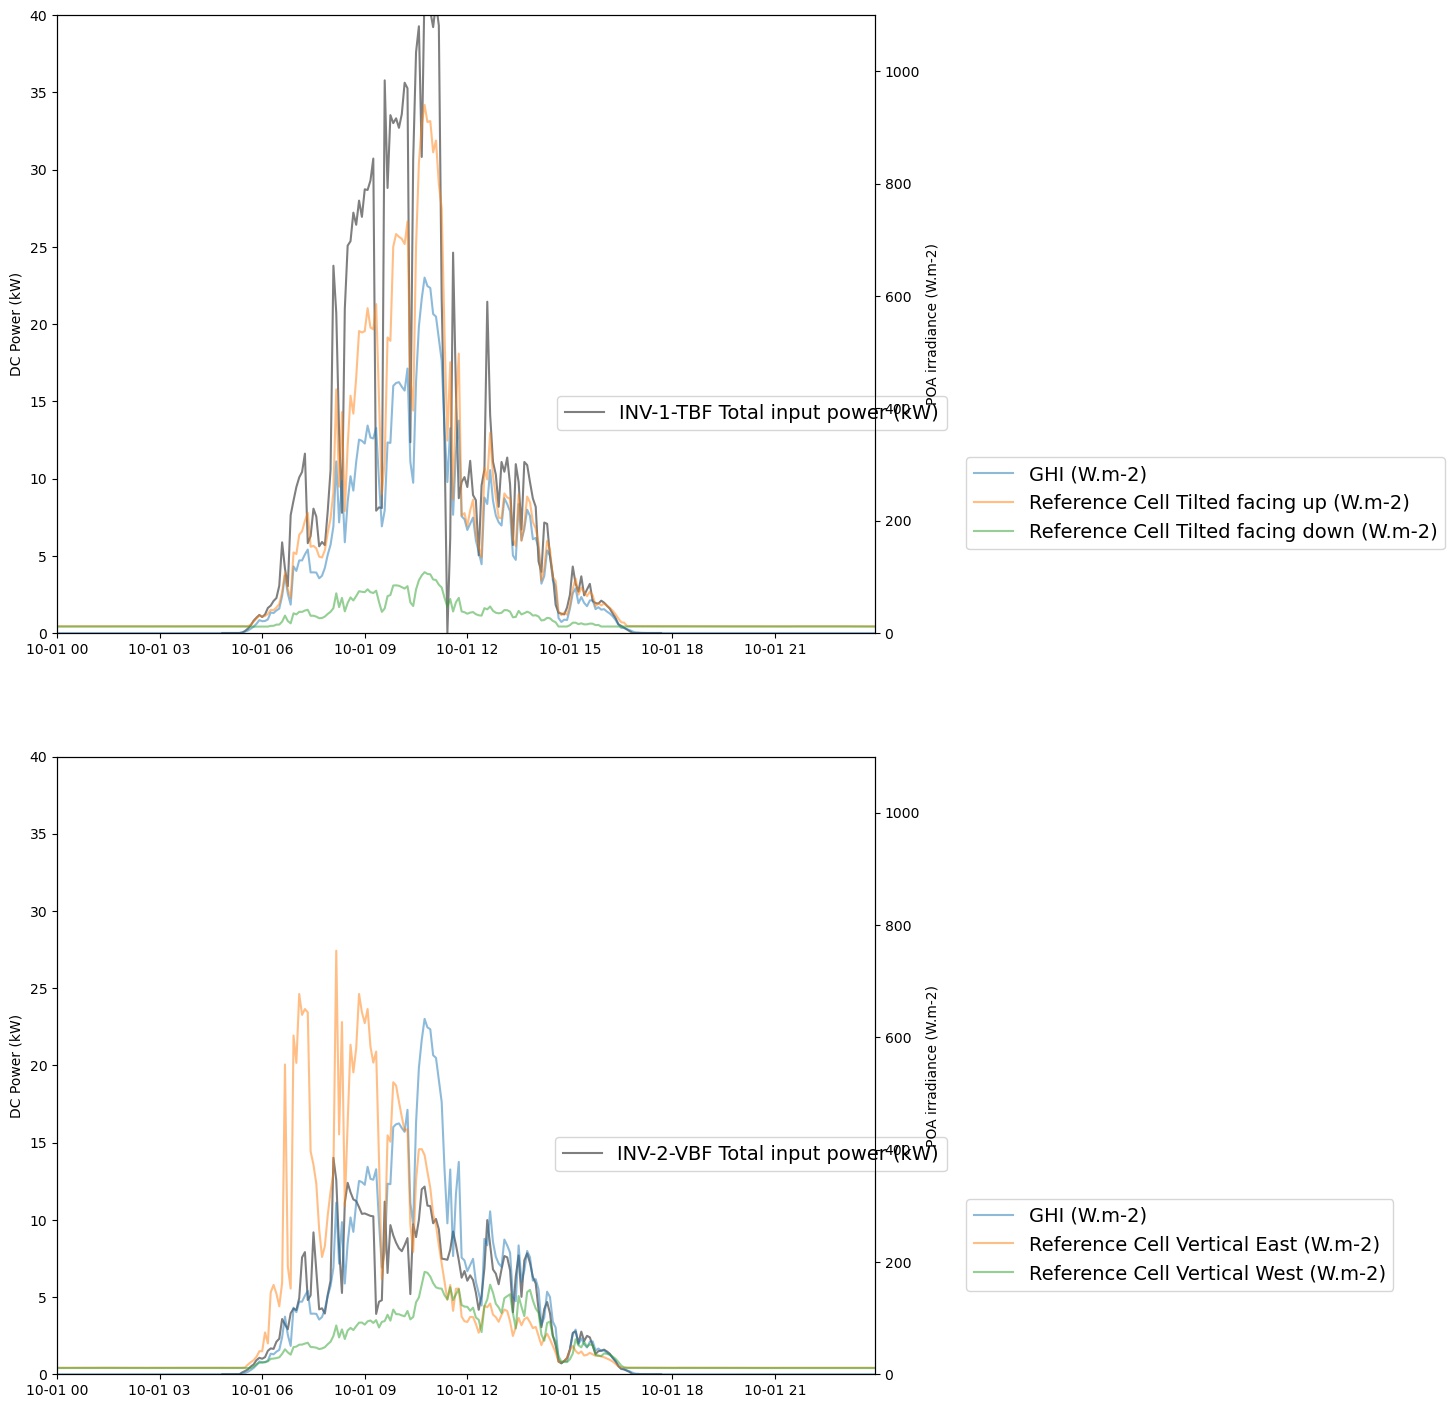 40
35
30
25
20
15
10
5
0
DC Power (kW)
1000
800
600
400
200
0
POA irradiance (W.m-2)
INV-1-TBF Total input power (kW)
GHI (W.m-2)
Reference Cell Tilted facing up (W.m-2)
Reference Cell Tilted facing down (W.m-2)
10-01 00 10-01 03 10-01 06 10-01 09 10-01 12 10-01 15 10-01 18 10-01 21
40
35
30
25
20
15
10
5
0
DC Power (kW)
1000
800
600
400
200
0
POA irradiance (W.m-2)
INV-2-VBF Total input power (kW)
GHI (W.m-2)
Reference Cell Vertical East (W.m-2)
Reference Cell Vertical West (W.m-2)
10-01 00 10-01 03 10-01 06 10-01 09 10-01 12 10-01 15 10-01 18 10-01 21